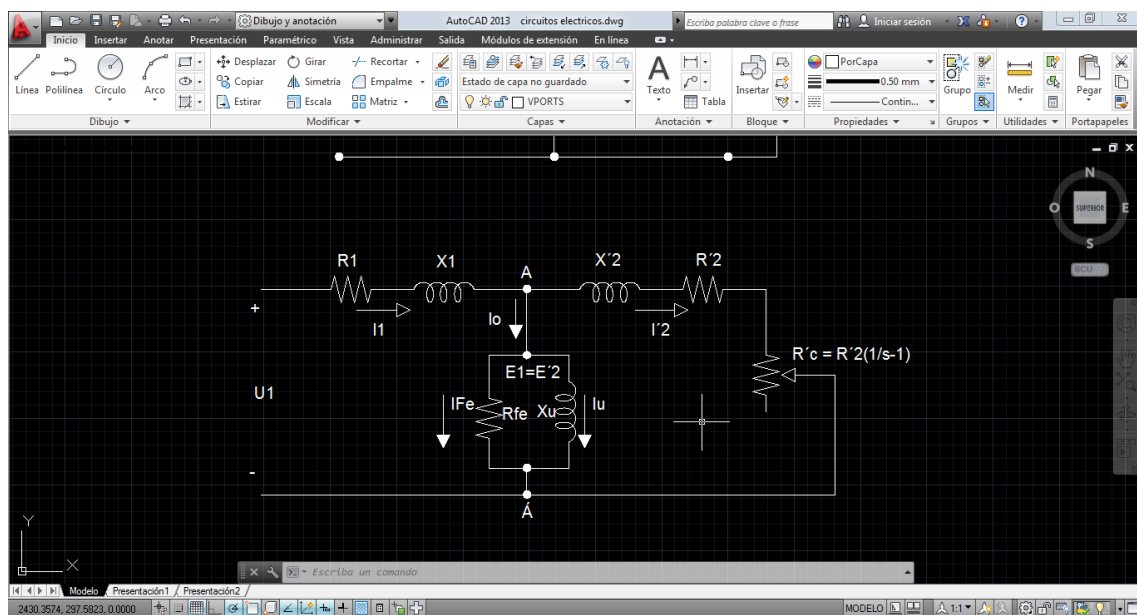 Dibujo y anotación
AutoCAD 2013 circuitos electricos.dwg
Escriba palabra clave o frase
Iniciar sesión
Inicio Insertar Anotar Presentación Paramétrico Vista Administrar Salida Módulos de extensión En línea
Línea Polilínea Círculo Arco
Desplazar Girar Recortar
Copiar Simetría Empalme
Estirar Escala Matriz
Estado de capa no guardado
VPORTS
Texto
Tabla
Insertar
PorCapa
0.50 mm
Contin...
Grupo
Medir
Pegar
Dibujo Modificar Capas Anotación Bloque Propiedades Grupos Utilidades Portapapeles
N
O SUPERIOR E
S
SCU
R1 X1 A X´2 R´2
+
I1 Io I´2
R´c = R´2(1/s-1)
E1=E´2
U1
IFe Rfe Xu Iu
-
Á
Y
X
Escriba un comando
Modelo Presentación1 Presentación2
2430.3574, 297.5823, 0.0000
MODELO
1:1